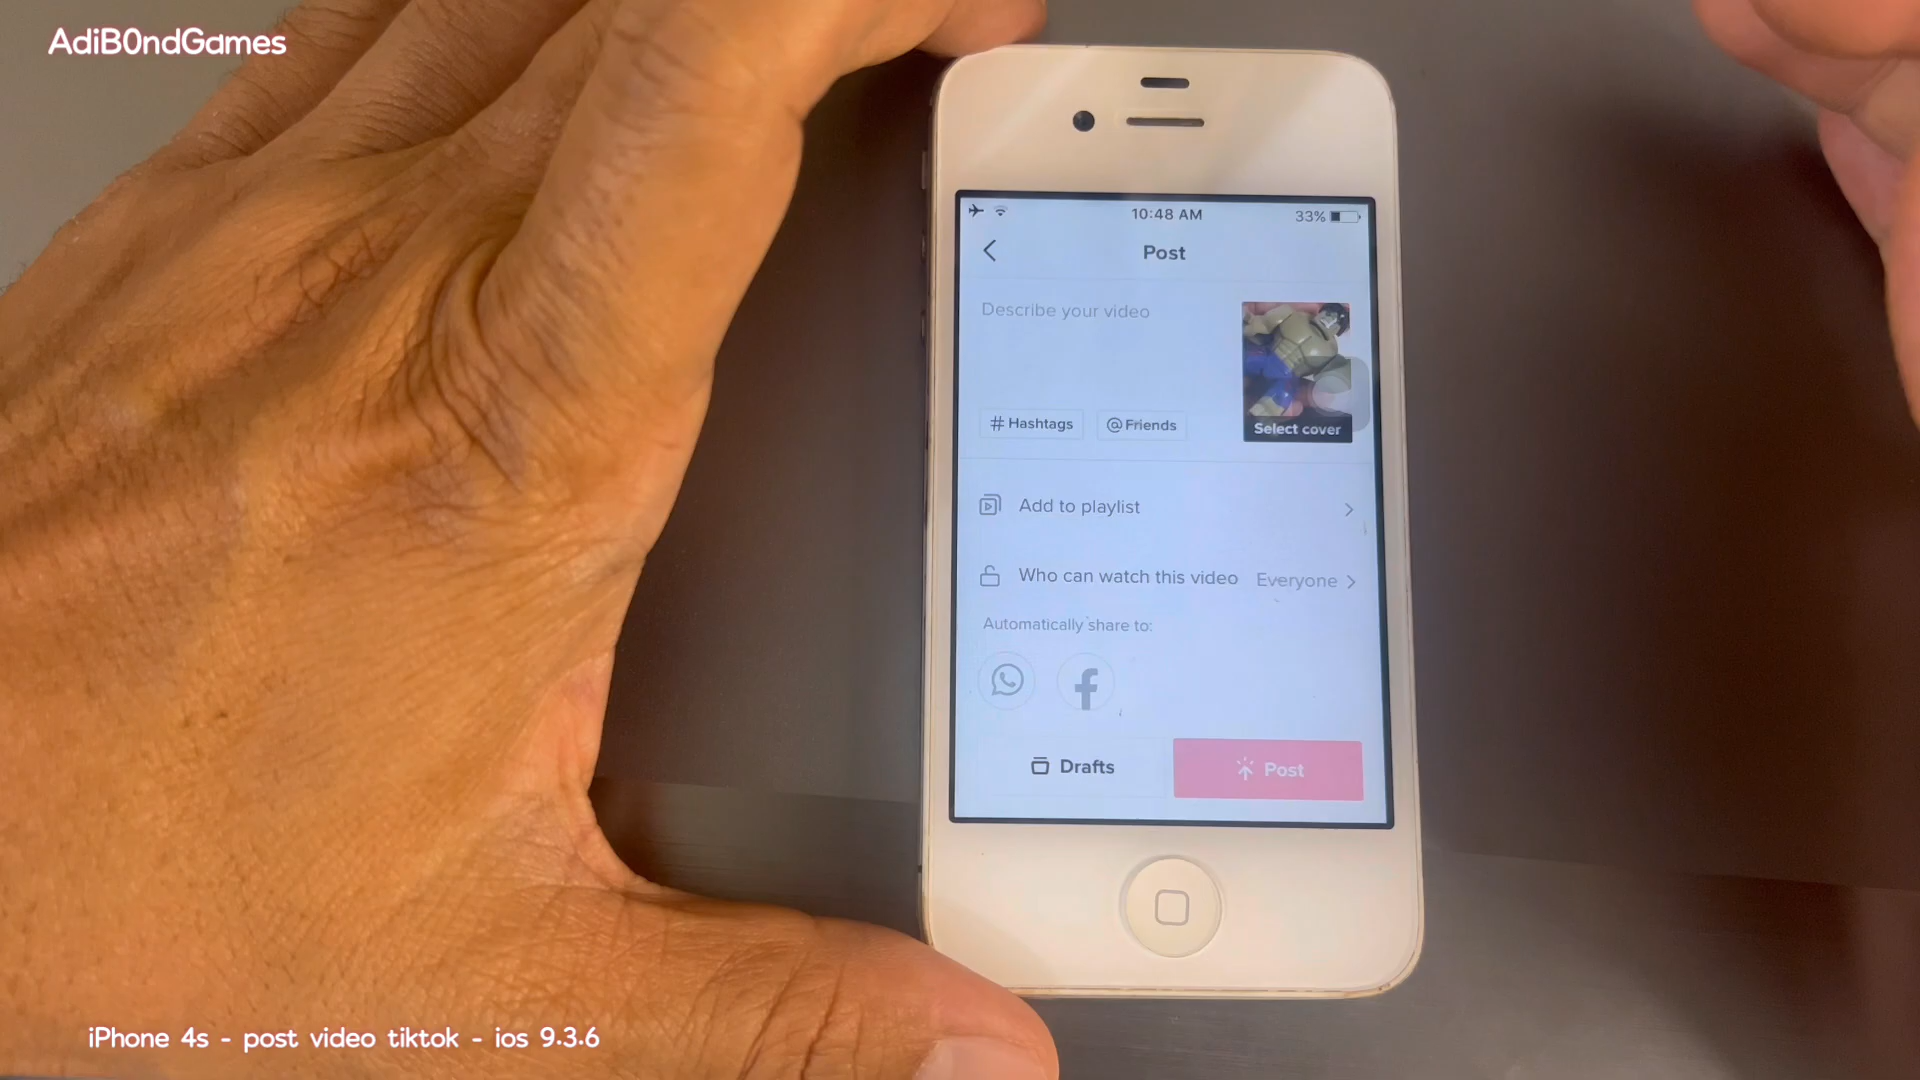 AdiB0ndGames
10:48 AM
33%
Post
Describe your video
# Hashtags
@ Friends
Select cover
Add to playlist
Who can watch this video
Everyone
Automatically share to:
Drafts
Post
iPhone 4s - post video tiktok - ios 9.3.6